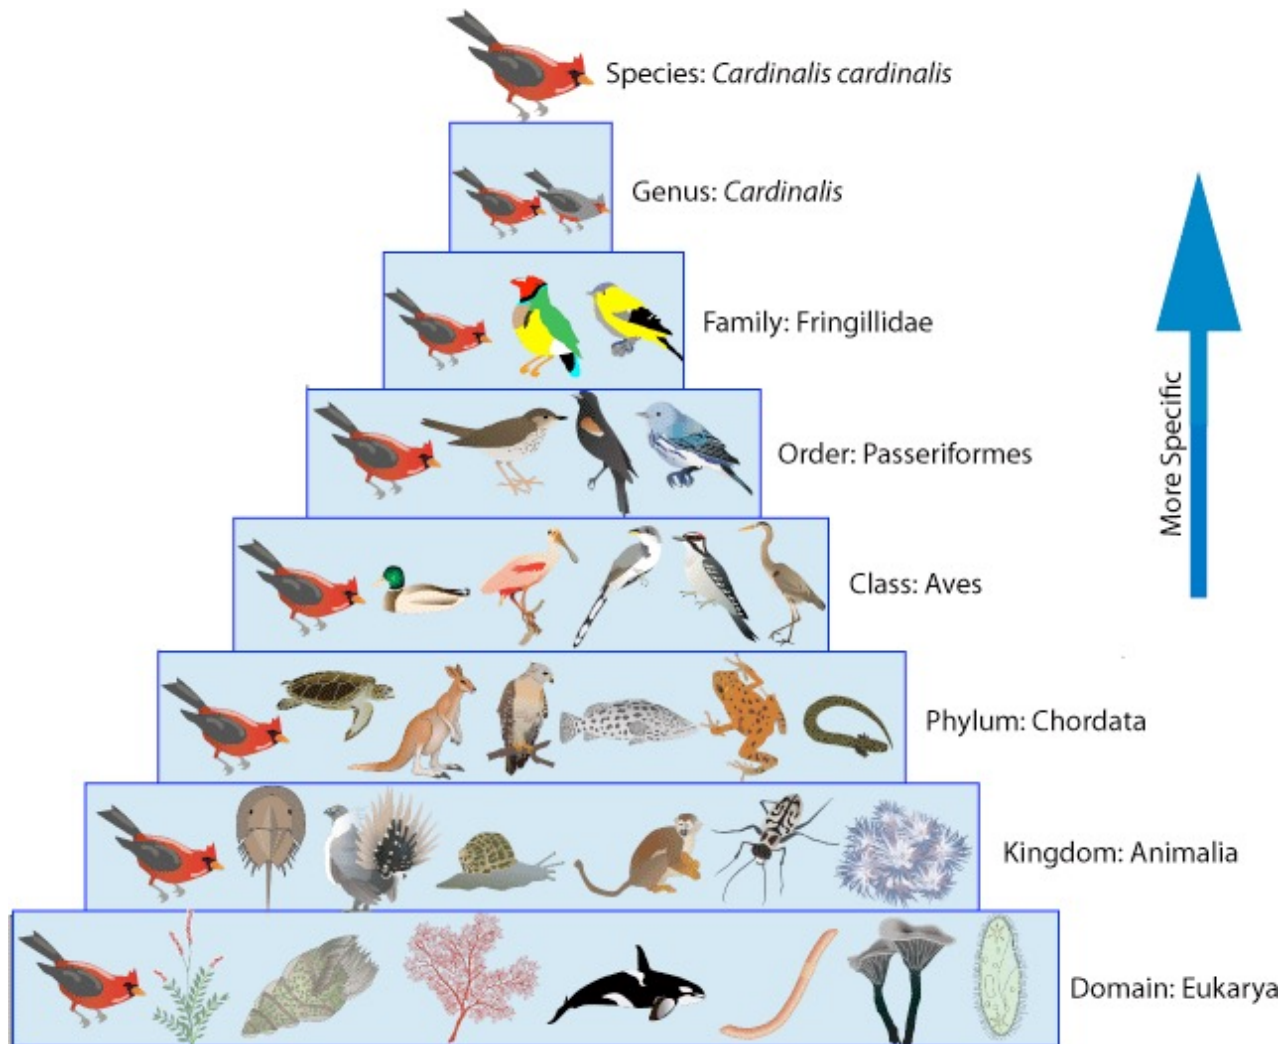 Species: Cardinalis cardinalis
Genus: Cardinalis
Family: Fringillidae
Order: Passeriformes
Class: Aves
Phylum: Chordata
Kingdom: Animalia
Domain: Eukarya
More Specific